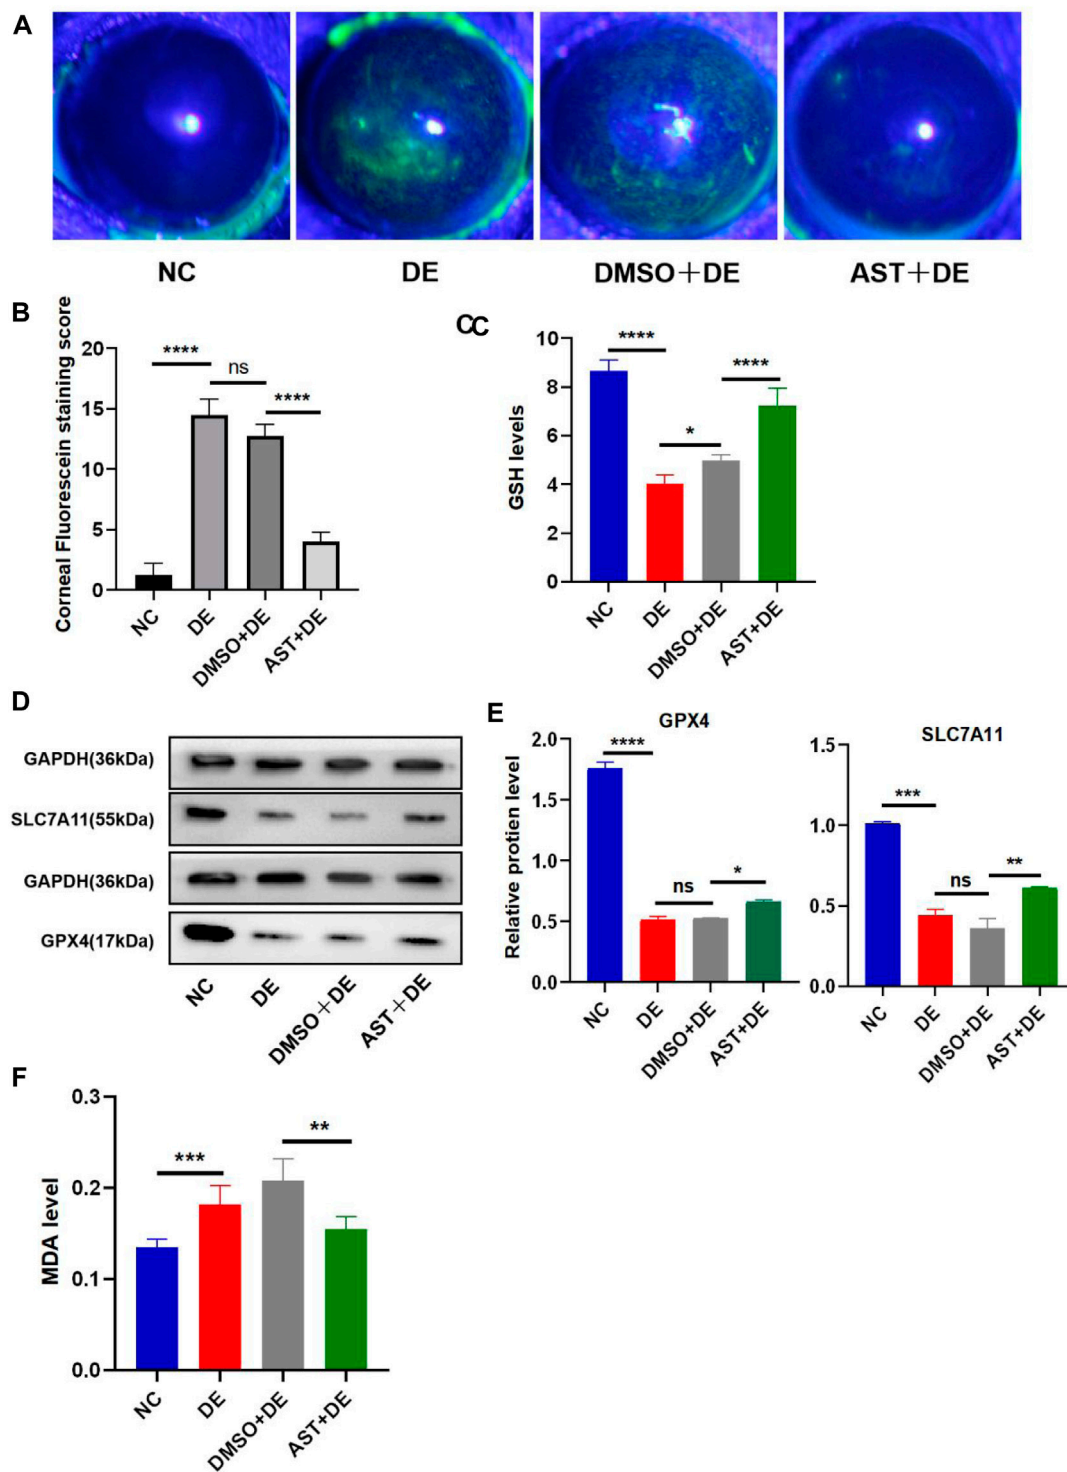 A
NC DE DMSO+DE AST+DE
B
Corneal Fluorescein staining score
20
15
10
5
0
****
ns
****
NC
DE
DMSO+DE
AST+DE
CC
GSH levels
10
8
6
4
2
0
****
*
****
NC
DE
DMSO+DE
AST+DE
D
GAPDH(36kDa)
SLC7A11(55kDa)
GAPDH(36kDa)
GPX4(17kDa)
NC
DE
DMSO+DE
AST+DE
E
GPX4
Relative protien level
2.0
1.5
1.0
0.5
0.0
****
ns
*
NC
DE
DMSO+DE
AST+DE
SLC7A11
1.5
1.0
0.5
0.0
***
ns
**
NC
DE
DMSO+DE
AST+DE
F
MDA level
0.3
0.2
0.1
0.0
***
**
NC
DE
DMSO+DE
AST+DE